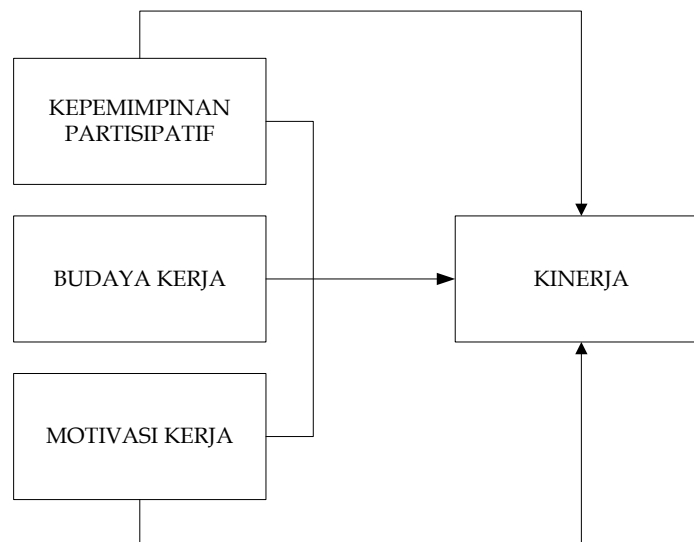 KEPEMIMPINAN
PARTISIPATIF
BUDAYA KERJA
KINERJA
MOTIVASI KERJA